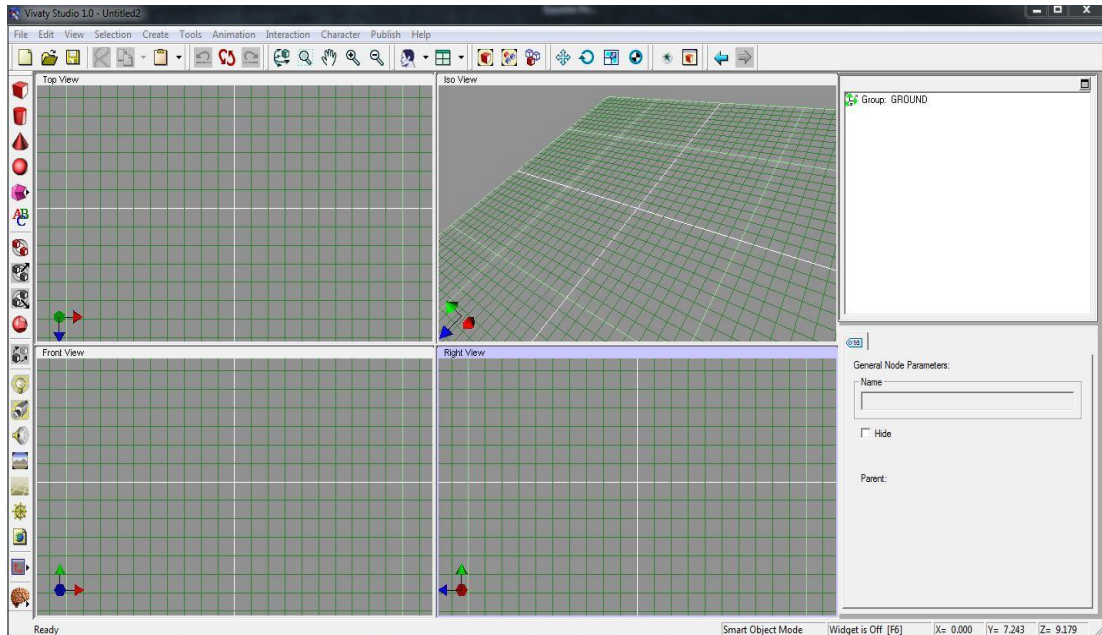 Vivaty Studio 1.0 - Untitled2
File Edit View Selection Create Tools Animation Interaction Character Publish Help
Top View
Iso View
Group: GROUND
ABC
Front View
Right View
General Node Parameters:
Name
Hide
Parent:
Ready
Smart Object Mode
Widget is Off [F6]
X= 0.000
Y= 7.243
Z= 9.179